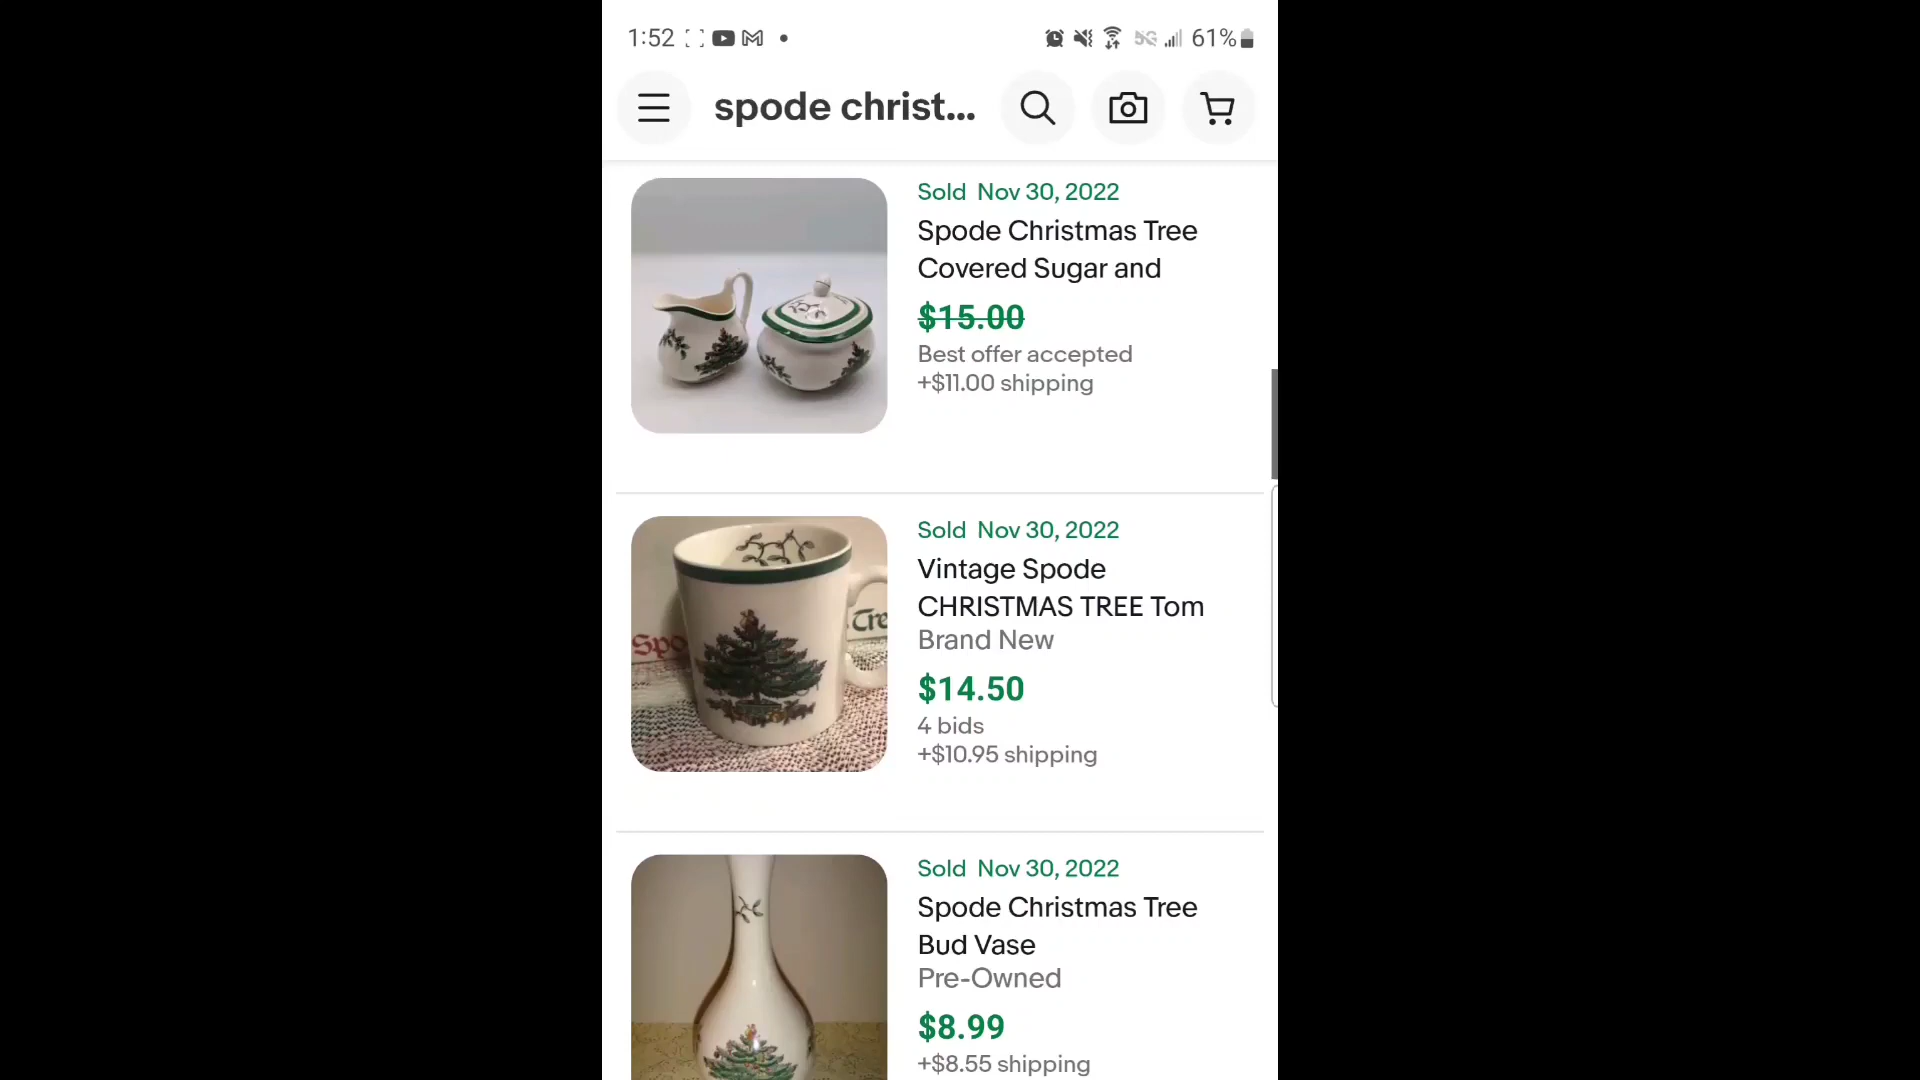 1:52
5G
61%
spode christ...
Sold Nov 30, 2022
Spode Christmas Tree
Covered Sugar and
$15.00
Best offer accepted
+$11.00 shipping
Spo
Tre
Sold Nov 30, 2022
Vintage Spode
CHRISTMAS TREE Tom
Brand New
$14.50
4 bids
+$10.95 shipping
Sold Nov 30, 2022
Spode Christmas Tree
Bud Vase
Pre-Owned
$8.99
+$8.55 shipping